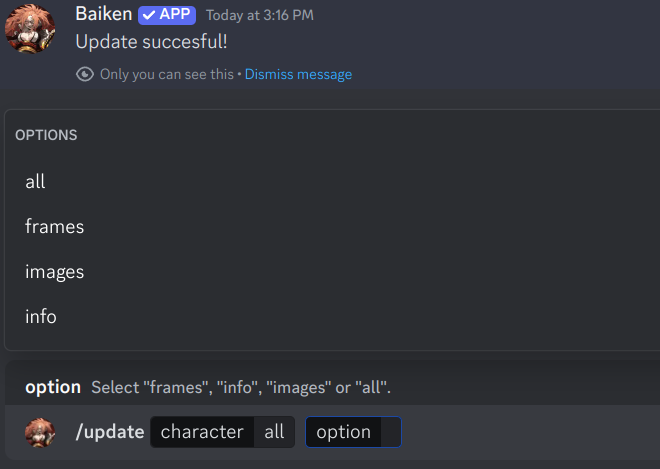 Baiken APP Today at 3:16 PM
Update succesful!
Only you can see this • Dismiss message
OPTIONS
all
frames
images
info
option Select "frames", "info", "images" or "all".
/update character all option